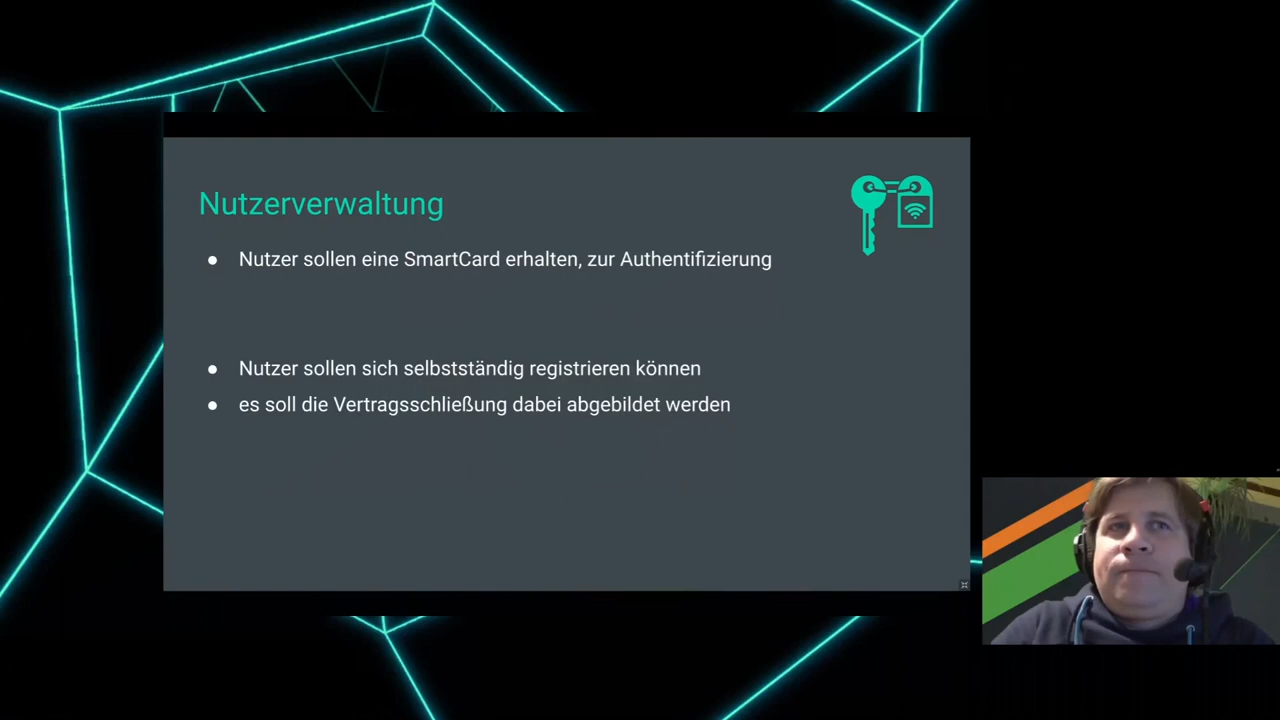 Nutzerverwaltung
● Nutzer sollen eine SmartCard erhalten, zur Authentifizierung
● Nutzer sollen sich selbstständig registrieren können
● es soll die Vertragsschließung dabei abgebildet werden